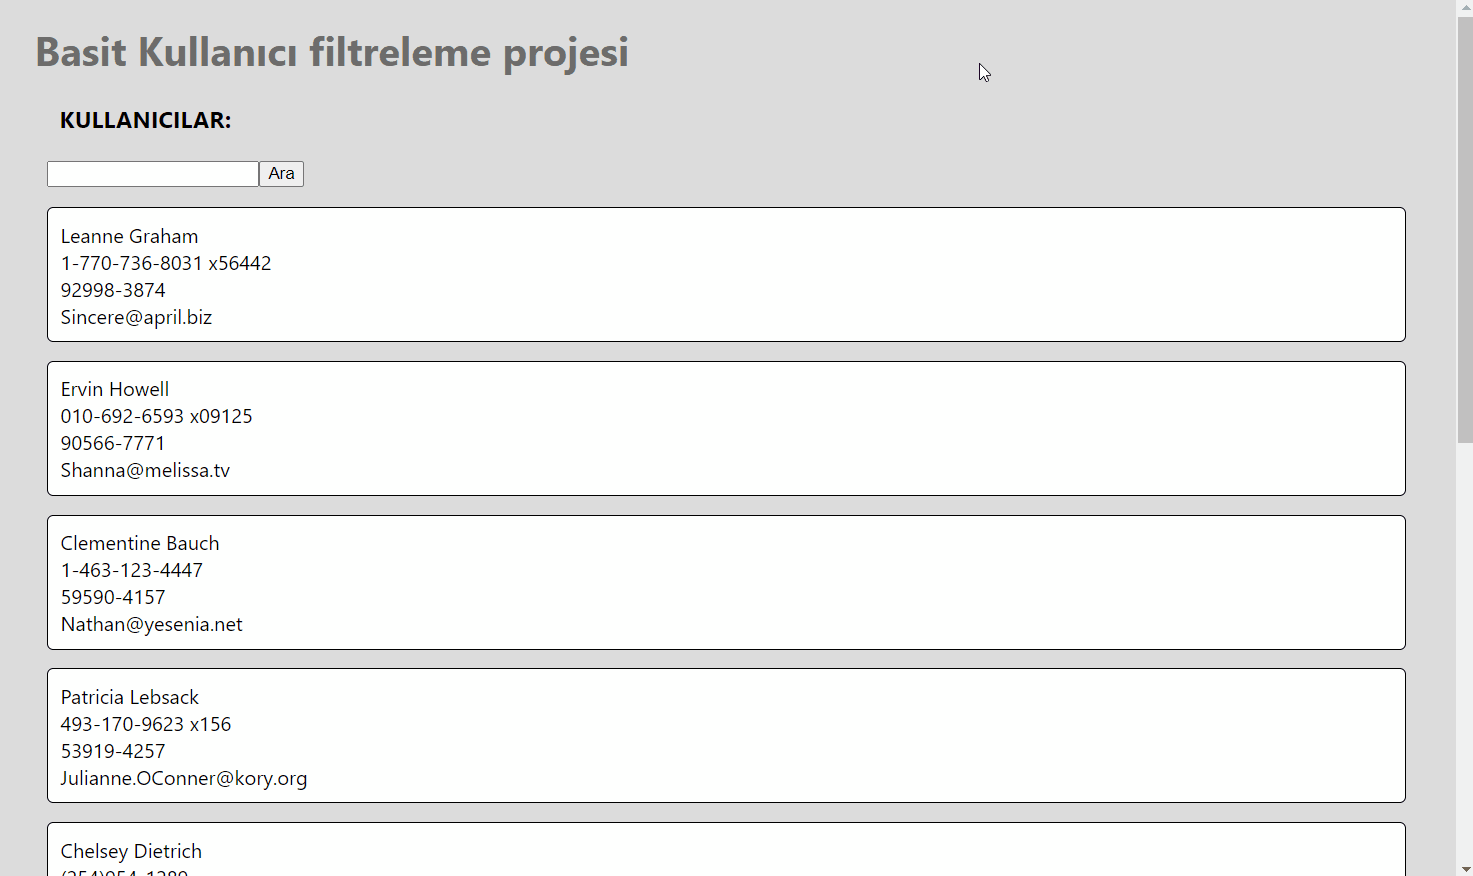 Basit Kullanıcı filtreleme projesi
KULLANICILAR:
Ara
Leanne Graham
1-770-736-8031 x56442
92998-3874
Sincere@april.biz
Ervin Howell
010-692-6593 x09125
90566-7771
Shanna@melissa.tv
Clementine Bauch
1-463-123-4447
59590-4157
Nathan@yesenia.net
Patricia Lebsack
493-170-9623 x156
53919-4257
Julianne.OConner@kory.org
Chelsey Dietrich